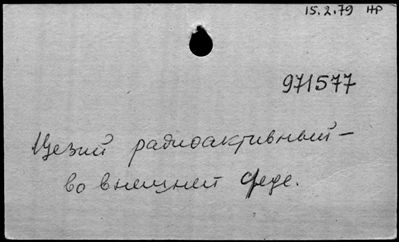 15.2.79 НР
971577
Цезий радиоактивный –
во внешней среде.